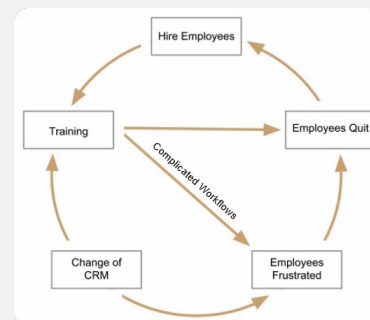 Hire Employees
Training
Employees Quit
Complicated Workflows
Change of
CRM
Employees
Frustrated